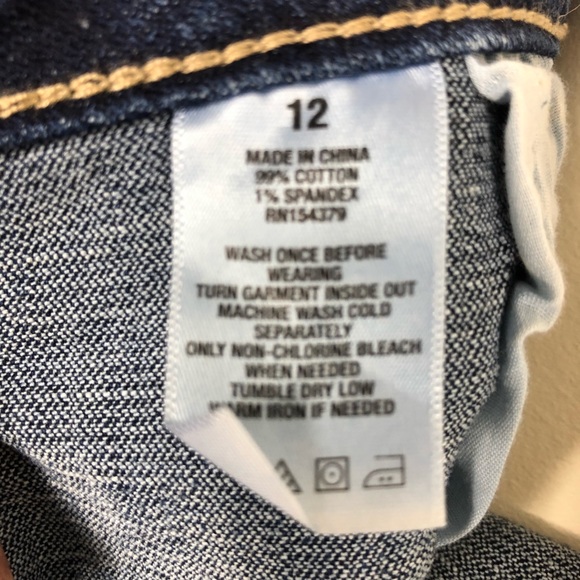 12
MADE IN CHINA
99% COTTON
1% SPANDEX
RN154379
WASH ONCE BEFORE
WEARING
TURN GARMENT INSIDE OUT
MACHINE WASH COLD
SEPARATELY
ONLY NON-CHLORINE BLEACH
WHEN NEEDED
TUMBLE DRY LOW
WARM IRON IF NEEDED